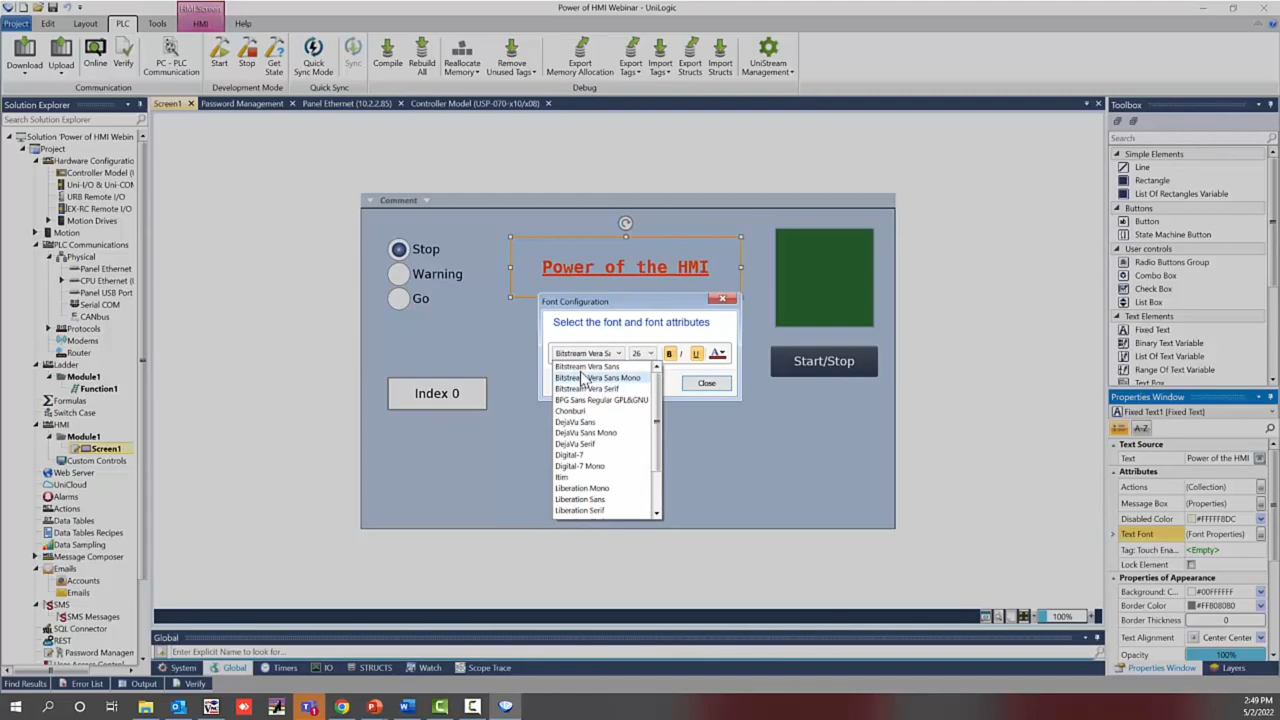 Power of HMI Webinar - UniLogic
HMI Screen
Project Edit Layout PLC Tools HMI Help
Download Upload Online Verify PC - PLC Communication
Start Stop Get State
Quick Sync Mode
Sync
Compile Rebuild All Reallocate Memory Remove Unused Tags Export Memory Allocation Export Tags Import Tags Export Structs Import Structs UniStream Management
Communication Development Mode Quick Sync Debug
Solution Explorer
Search Solution Explorer
Solution 'Power of HMI Webin
Project
Hardware Configuratio
Controller Model (
Uni-I/O & Uni-COM
URB Remote I/O
EX-RC Remote I/O
Motion Drives
Motion
PLC Communications
Physical
Panel Ethernet
CPU Ethernet (
Panel USB Port
Serial COM
CANbus
Protocols
Modems
Router
Ladder
Module1
Function1
Formulas
Switch Case
HMI
Module1
Screen1
Custom Controls
Web Server
UniCloud
Alarms
Actions
Data Tables
Data Tables Recipes
Data Sampling
Message Composer
Emails
Accounts
Emails
SMS
SMS Messages
SQL Connector
REST
Password Managem
Screen1 Password Management Panel Ethernet (10.2.2.85) Controller Model (USP-070-x10/x08)
Comment
Stop
Warning
Go
Power of the HMI
Start/Stop
Index 0
Font Configuration
Select the font and font attributes
Bitstream Vera Sa 26 B I U A
Close
Bitstream Vera Sans
Bitstream Vera Sans Mono
Bitstream Vera Serif
BPG Sans Regular GPL&GNU
Chonburi
DejaVu Sans
DejaVu Sans Mono
DejaVu Serif
Digital-7
Digital-7 Mono
Itim
Liberation Mono
Liberation Sans
Liberation Serif
100%
Global
Enter Explicit Name to look for...
System Global Timers IO STRUCTS Watch Scope Trace
Toolbox
Search
Simple Elements
Line
Rectangle
List Of Rectangles Variable
Buttons
Button
State Machine Button
User controls
Radio Buttons Group
Combo Box
Check Box
List Box
Text Elements
Fixed Text
Binary Text Variable
List Of Texts Variable
Text Box
Properties Window
Fixed Text1 (Fixed Text)
A-Z
Text Source
Text Power of the HMI
Attributes
Actions (Collection)
Message Box (Properties)
Disabled Color #FFFFF8DC
Text Font (Font Properties)
Tag: Touch Ena... <Empty>
Lock Element
Properties of Appearance
Background: C... #00FFFFFF
Border Color #FF808080
Border Thickness 0
Text Alignment Center Center
Opacity 100%
Properties Window Layers
Find Results Error List Output Verify
2:49 PM
5/2/2022